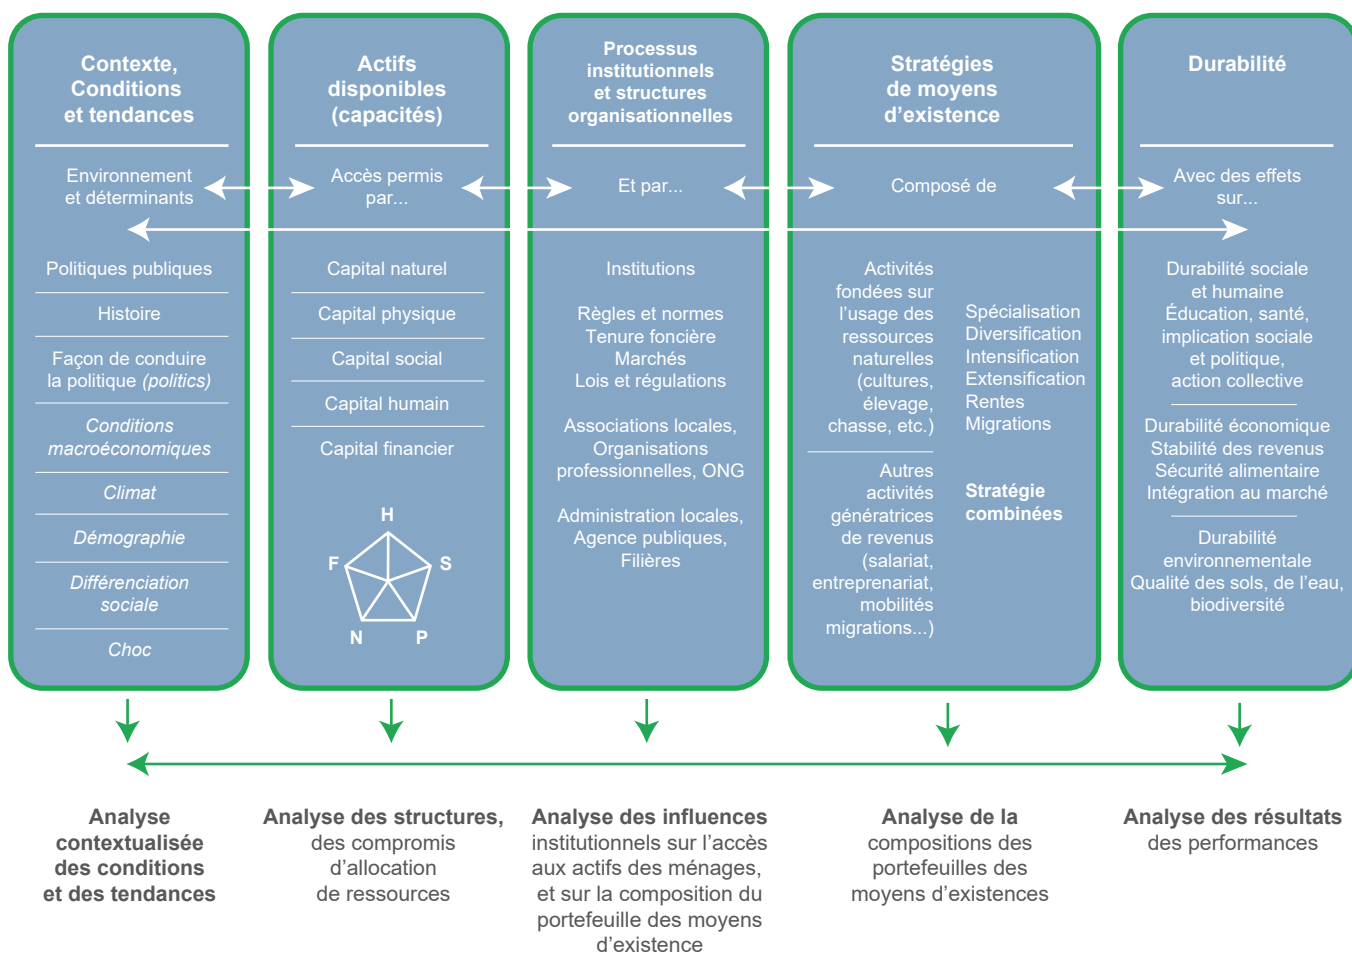 Contexte,
Conditions
et tendances
Environnement
et déterminants
Politiques publiques
Histoire
Façon de conduire
la politique (politics)
Conditions
macroéconomiques
Climat
Démographie
Différenciation
sociale
Choc
Actifs
disponibles
(capacités)
Accès permis
par...
Capital naturel
Capital physique
Capital social
Capital humain
Capital financier
H
F
S
N
P
Processus
institutionnels
et structures
organisationnelles
Et par...
Institutions
Règles et normes
Tenure foncière
Marchés
Lois et régulations
Associations locales,
Organisations
professionnelles, ONG
Administration locales,
Agence publiques,
Filières
Stratégies
de moyens
d'existence
Composé de
Activités
fondées sur
l'usage des
ressources
naturelles
(cultures,
élevage,
chasse, etc.)
Autres
activités
génératrices
de revenus
(salariat,
entreprenariat,
mobilités
migrations...)
Spécialisation
Diversification
Intensification
Extensification
Rentes
Migrations
Stratégie
combinées
Durabilité
Avec des effets
sur...
Durabilité sociale
et humaine
Éducation, santé,
implication sociale
et politique,
action collective
Durabilité économique
Stabilité des revenus
Sécurité alimentaire
Intégration au marché
Durabilité
environnementale
Qualité des sols, de l'eau,
biodiversité
Analyse
contextualisée
des conditions
et des tendances
Analyse des structures,
des compromis
d'allocation
de ressources
Analyse des influences
institutionnels sur l'accès
aux actifs des ménages,
et sur la composition du
portefeuille des moyens
d'existence
Analyse de la
compositions des
portefeuilles des
moyens d'existences
Analyse des résultats
des performances